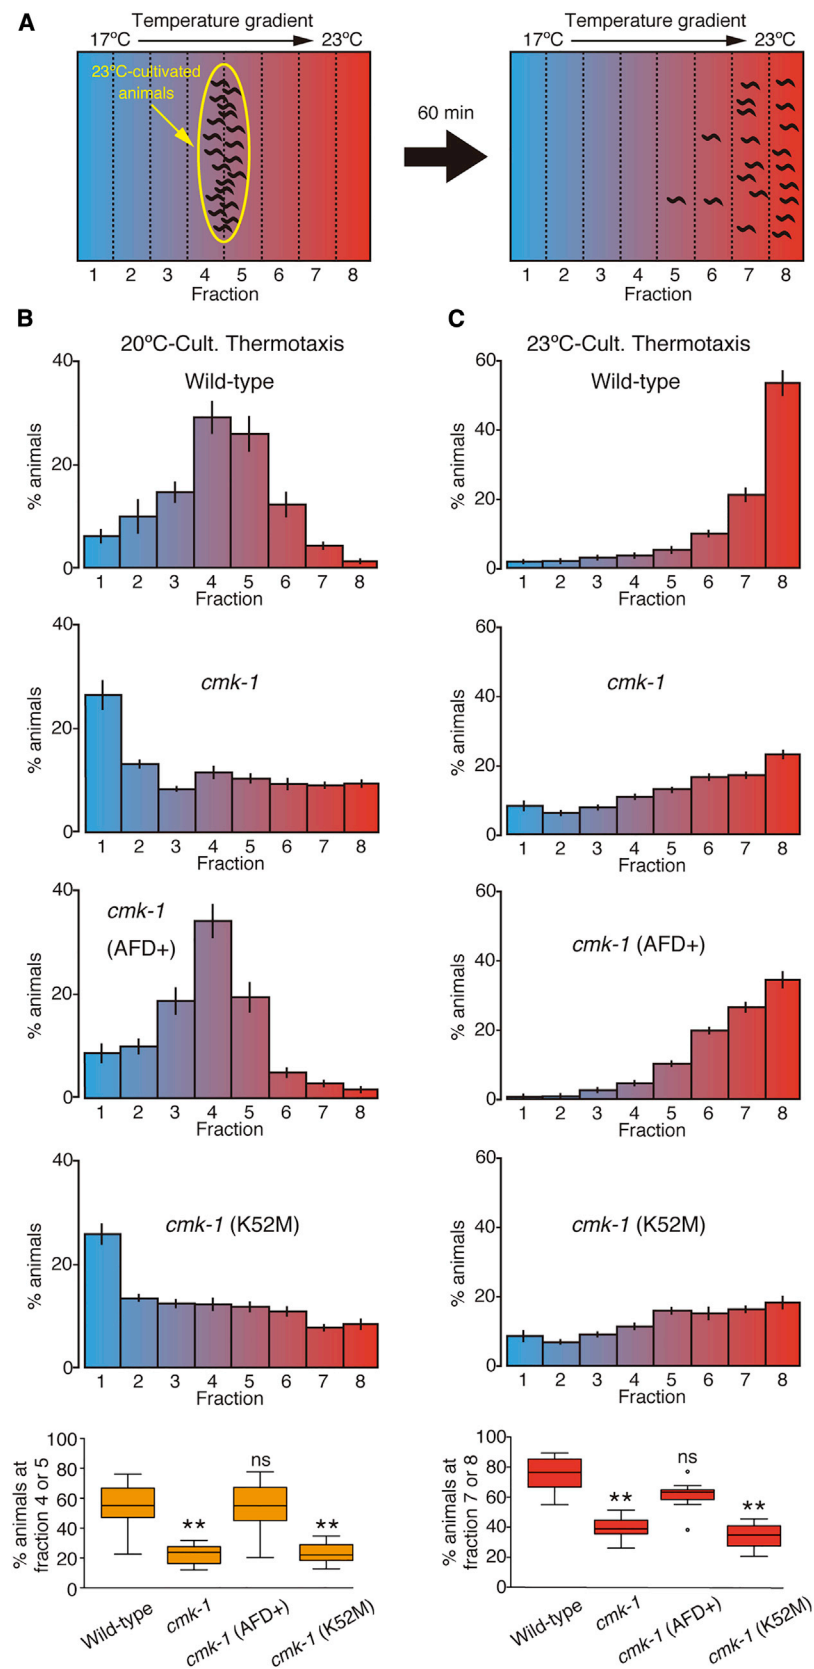 A
Temperature gradient
17ºC
23ºC
23ºC-cultivated
animals
1 2 3 4 5 6 7 8
Fraction
60 min
Temperature gradient
17ºC
23ºC
1 2 3 4 5 6 7 8
Fraction
B
20ºC-Cult. Thermotaxis
Wild-type
40
20
0
% animals
1 2 3 4 5 6 7 8
Fraction
cmk-1
40
20
0
% animals
1 2 3 4 5 6 7 8
Fraction
cmk-1
(AFD+)
40
20
0
% animals
1 2 3 4 5 6 7 8
Fraction
cmk-1 (K52M)
40
20
0
% animals
1 2 3 4 5 6 7 8
Fraction
% animals at
fraction 4 or 5
100
80
60
40
20
0
**
ns
**
Wild-type
cmk-1
cmk-1 (AFD+)
cmk-1 (K52M)
C
23ºC-Cult. Thermotaxis
Wild-type
60
40
20
0
% animals
1 2 3 4 5 6 7 8
Fraction
cmk-1
60
40
20
0
% animals
1 2 3 4 5 6 7 8
Fraction
cmk-1 (AFD+)
60
40
20
0
% animals
1 2 3 4 5 6 7 8
Fraction
cmk-1 (K52M)
60
40
20
0
% animals
1 2 3 4 5 6 7 8
Fraction
% animals at
fraction 7 or 8
100
80
60
40
20
0
**
ns
**
Wild-type
cmk-1
cmk-1 (AFD+)
cmk-1 (K52M)